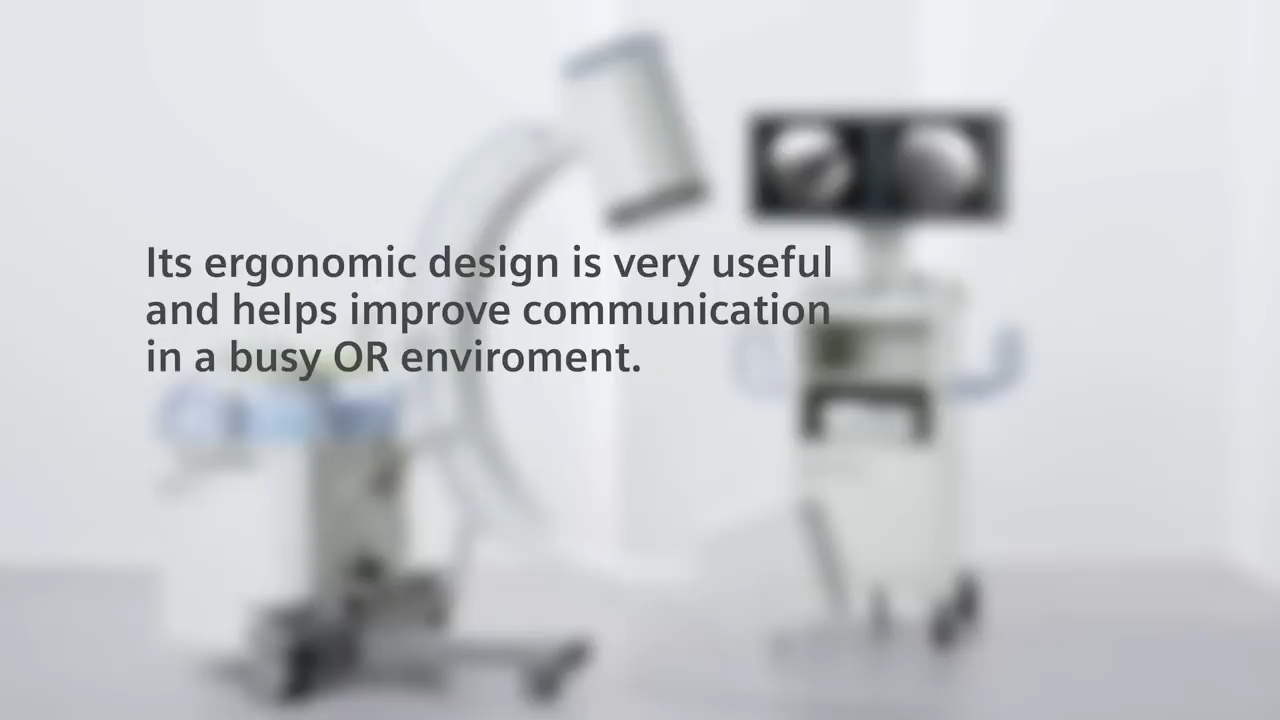 Its ergonomic design is very useful
and helps improve communication
in a busy OR enviroment.